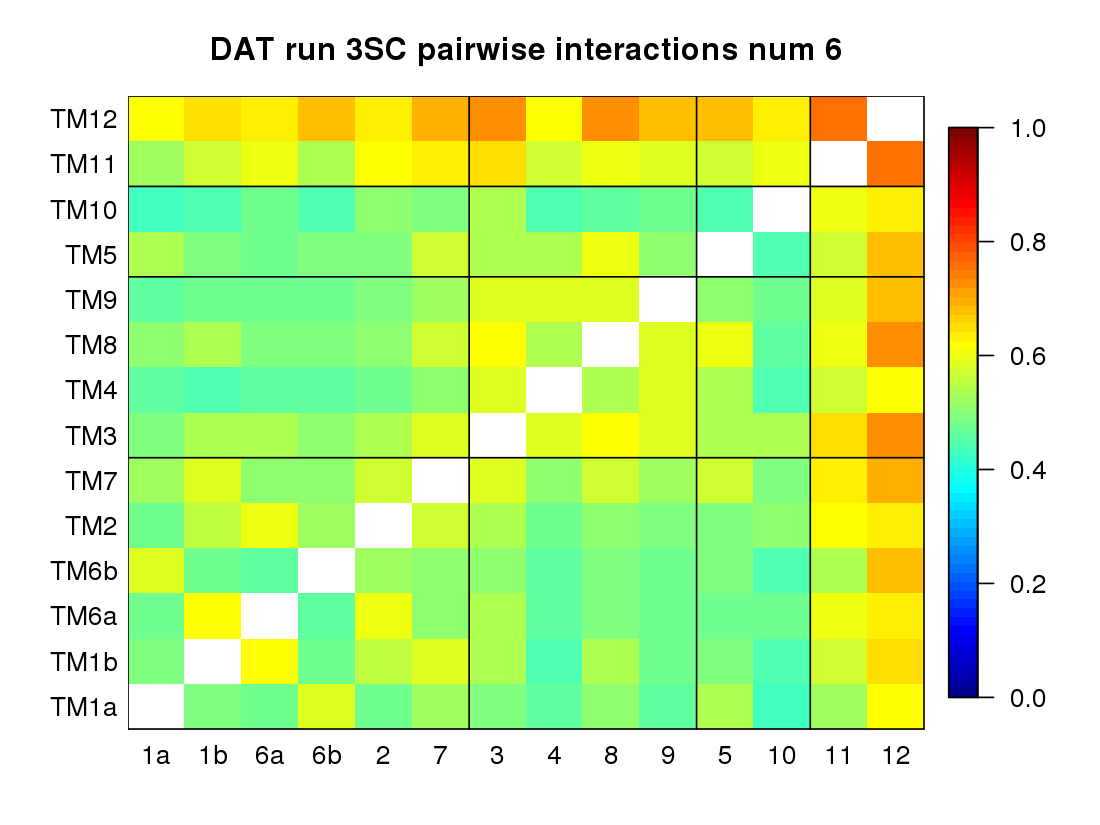 DAT run 3SC pairwise interactions num 6
TM12
TM11
TM10
TM5
TM9
TM8
TM4
TM3
TM7
TM2
TM6b
TM6a
TM1b
TM1a
1a 1b 6a 6b 2 7 3 4 8 9 5 10 11 12
1.0
0.8
0.6
0.4
0.2
0.0